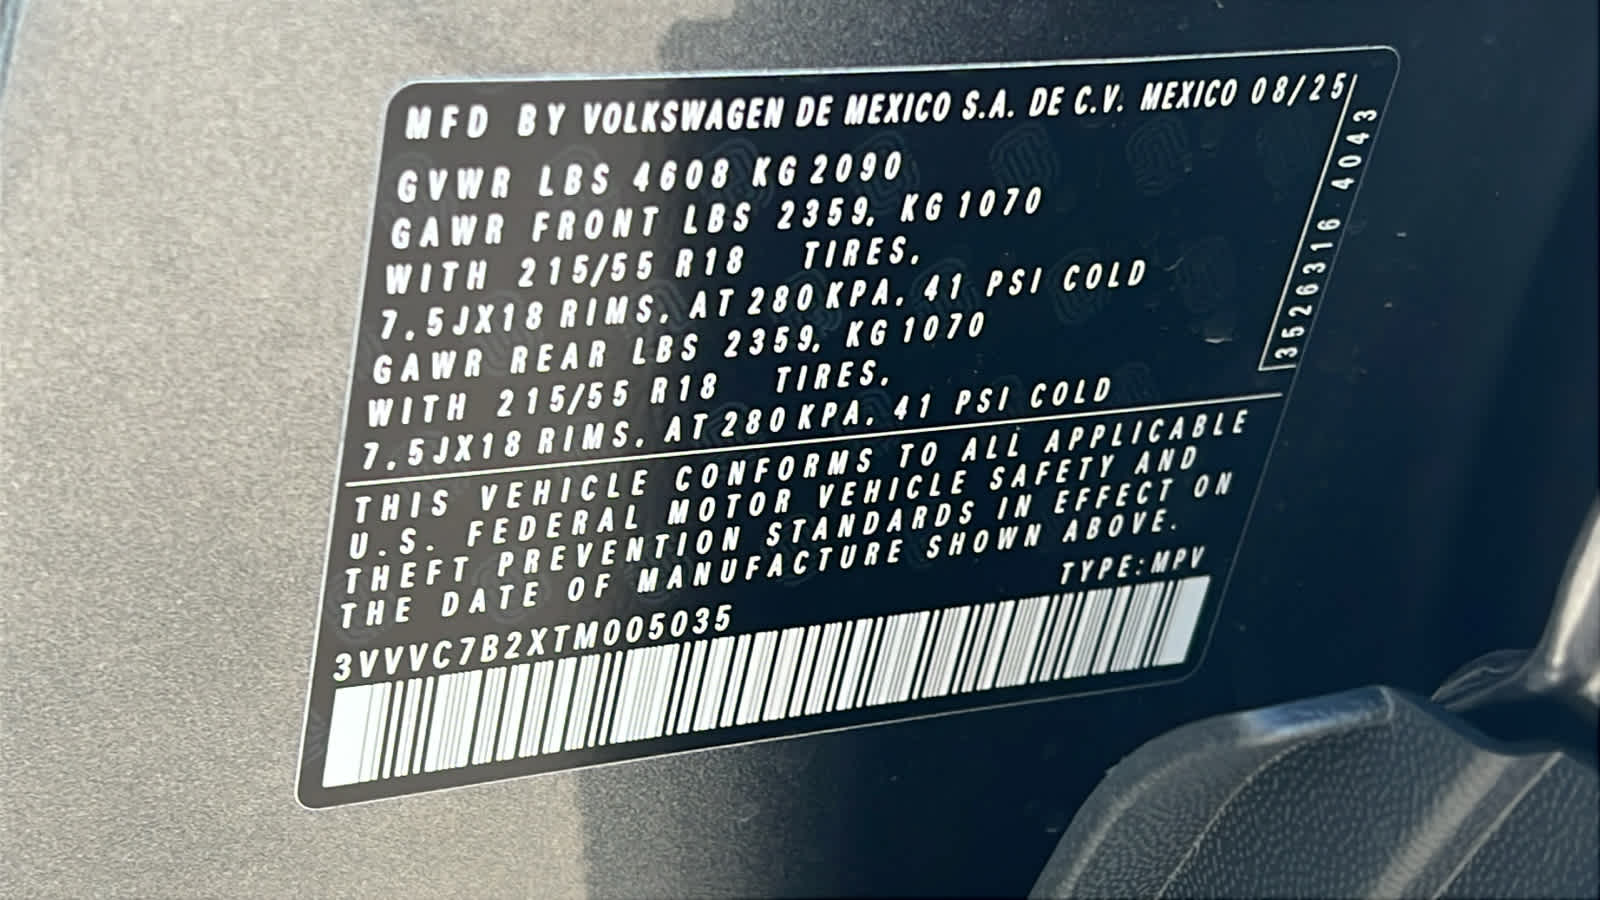 MFD BY VOLKSWAGEN DE MEXICO S.A. DE C.V. MEXICO 08/25
GVWR LBS 4608 KG 2090
GAWR FRONT LBS 2359, KG 1070
WITH 215/55 R18 TIRES.
7.5JX18 RIMS. AT 280 KPA. 41 PSI COLD
GAWR REAR LBS 2359, KG 1070
WITH 215/55 R18 TIRES.
7.5JX18 RIMS. AT 280 KPA. 41 PSI COLD
THIS VEHICLE CONFORMS TO ALL APPLICABLE
U.S. FEDERAL MOTOR VEHICLE SAFETY AND
THEFT PREVENTION STANDARDS IN EFFECT ON
THE DATE OF MANUFACTURE SHOWN ABOVE.
TYPE:MPV
3VVVC7B2XTM005035
3526316 4043